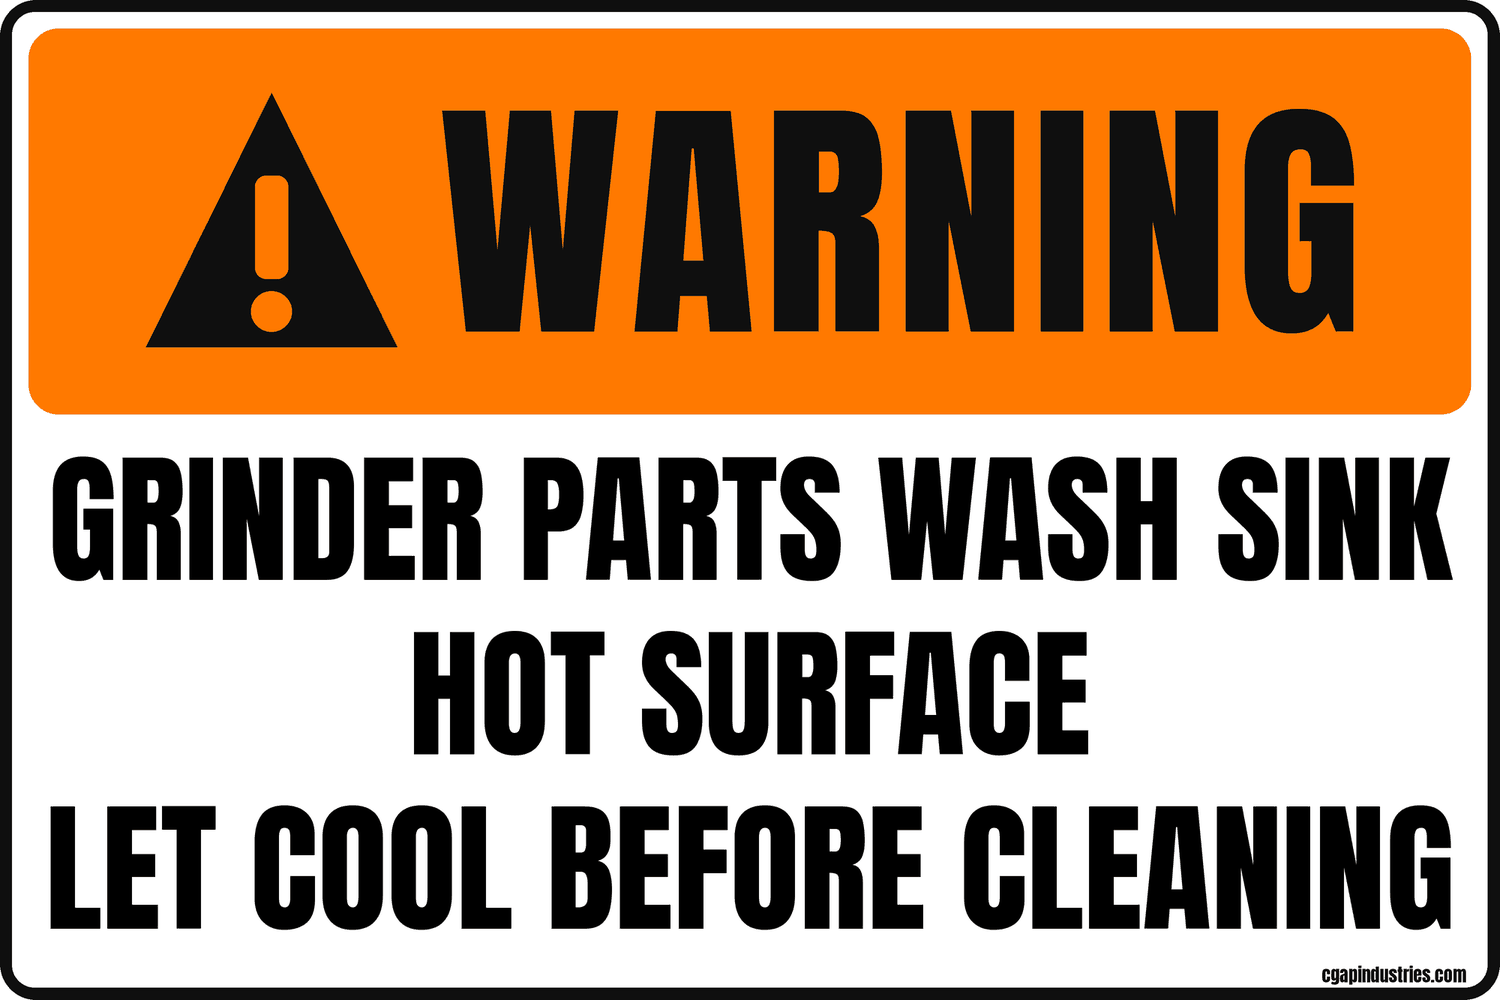 WARNING
GRINDER PARTS WASH SINK
HOT SURFACE
LET COOL BEFORE CLEANING
cgapindustries.com